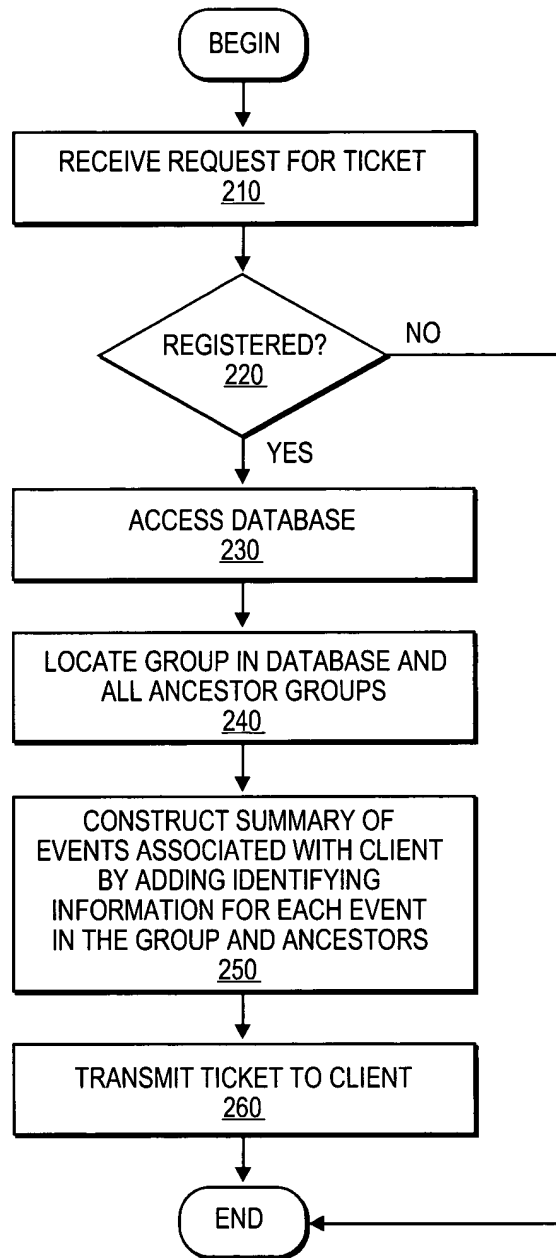 BEGIN
RECEIVE REQUEST FOR TICKET
210
REGISTERED?
220
NO
YES
ACCESS DATABASE
230
LOCATE GROUP IN DATABASE AND
ALL ANCESTOR GROUPS
240
CONSTRUCT SUMMARY OF
EVENTS ASSOCIATED WITH CLIENT
BY ADDING IDENTIFYING
INFORMATION FOR EACH EVENT
IN THE GROUP AND ANCESTORS
250
TRANSMIT TICKET TO CLIENT
260
END